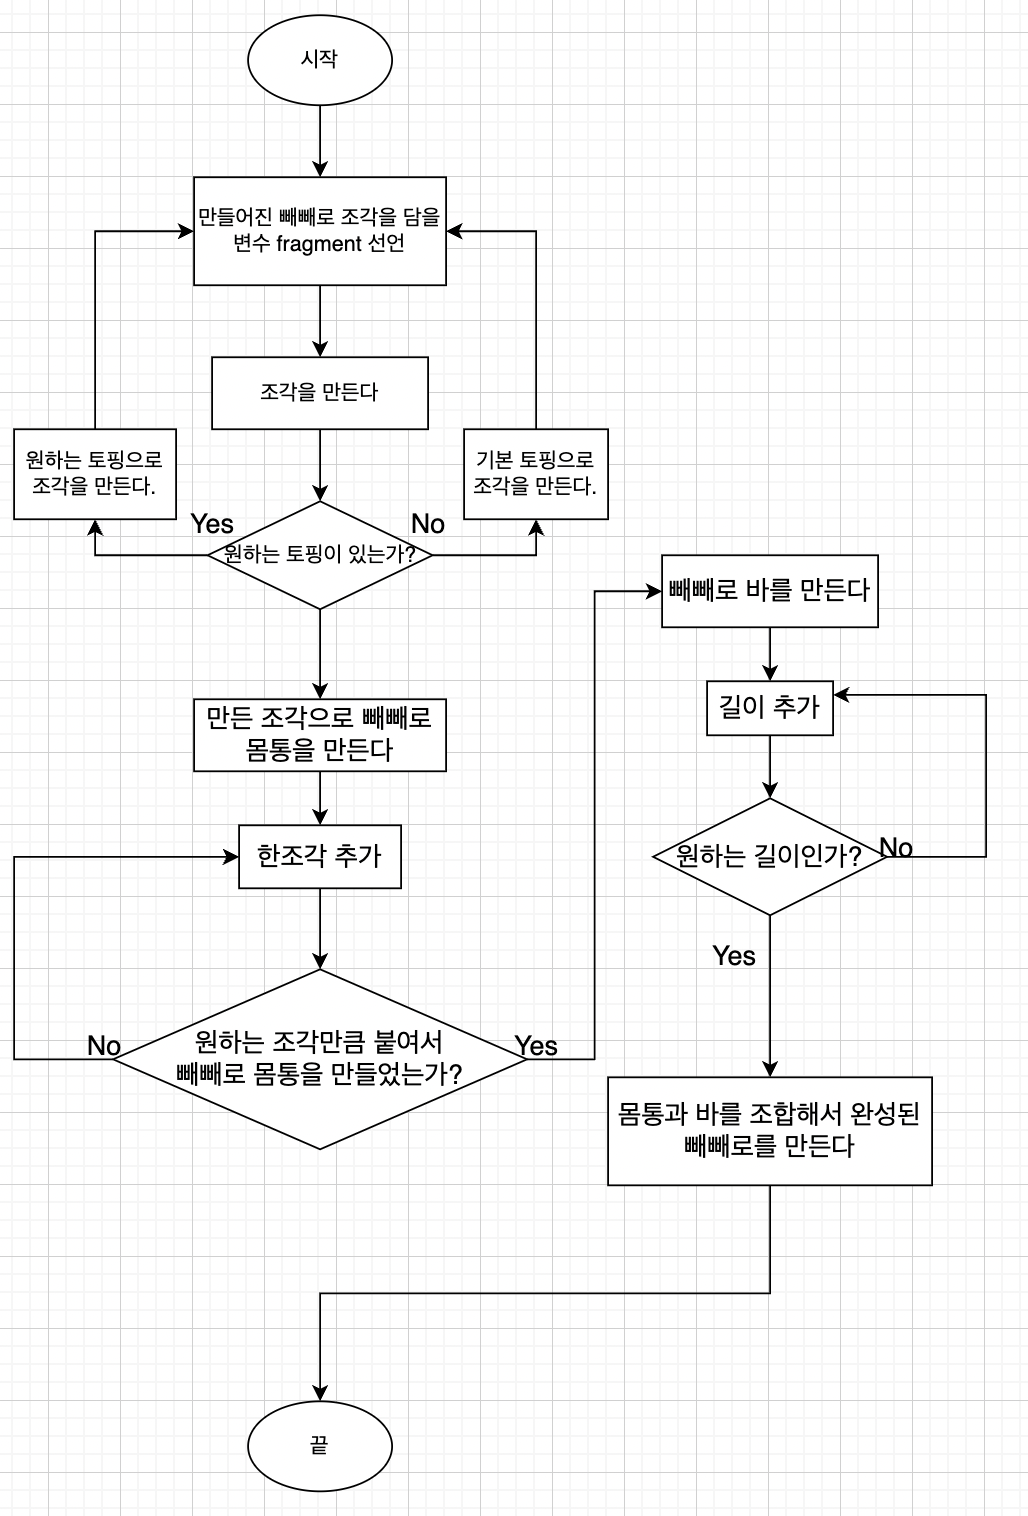 시작
만들어진 빼빼로 조각을 담을
변수 fragment 선언
조각을 만든다
원하는 토핑으로
조각을 만든다.
기본 토핑으로
조각을 만든다.
Yes
No
원하는 토핑이 있는가?
만든 조각으로 빼빼로
몸통을 만든다
한조각 추가
No
원하는 조각만큼 붙여서
빼빼로 몸통을 만들었는가?
Yes
빼빼로 바를 만든다
길이 추가
원하는 길이인가?
No
Yes
몸통과 바를 조합해서 완성된
빼빼로를 만든다
끝